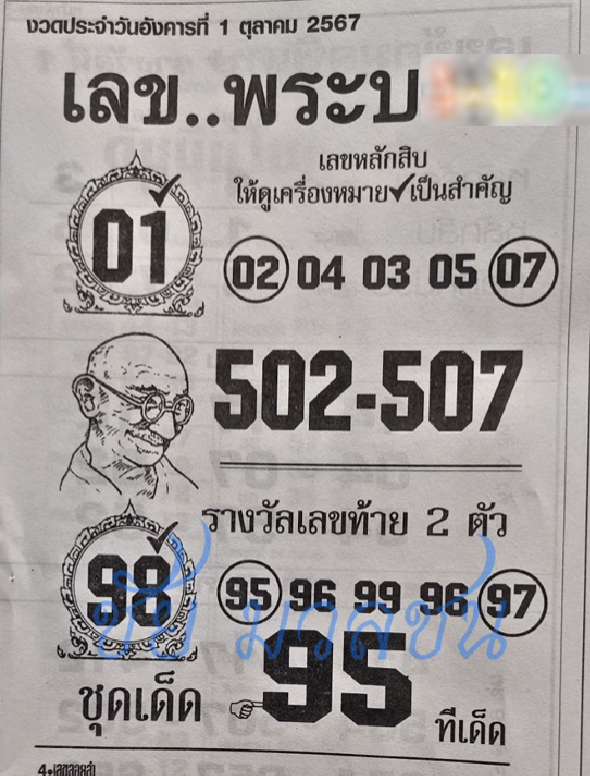 งวดประจำวันอังคารที่ 1 ตุลาคม 2567
เลข..พระบ
เลขหลักสิบ
ให้ดูเครื่องหมาย✓เป็นสำคัญ
01
02 04 03 05 07
502-507
รางวัลเลขท้าย 2 ตัว
98
95 96 99 96 97
ชุดเด็ด
95
ทีเด็ด